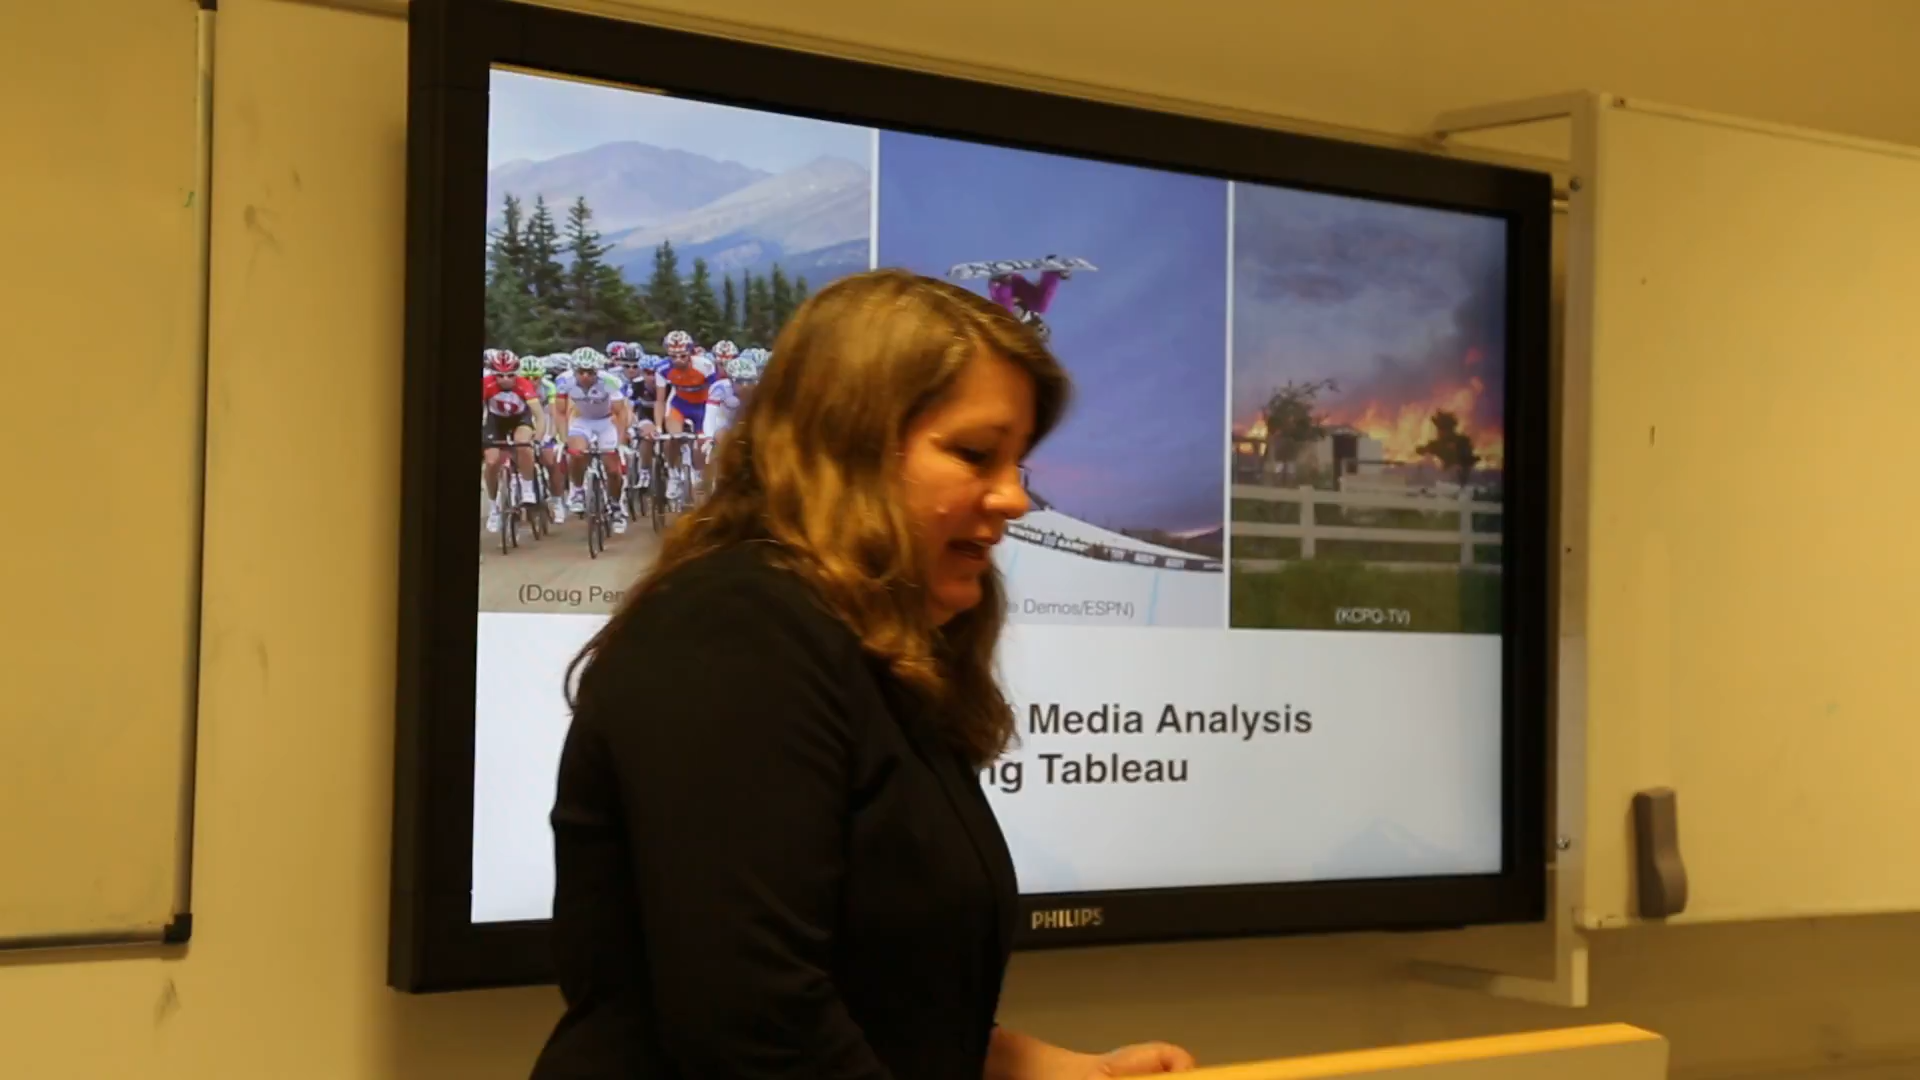 (Doug Pen
e Demos/ESPN)
(KCPQ-TV)
Media Analysis
ng Tableau
PHILIPS